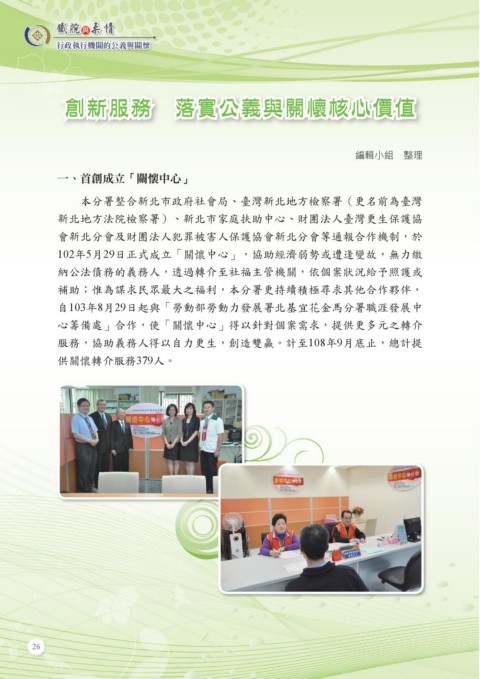 鐵腕與柔情
行政執行機關的公義與關懷
創新服務　落實公義與關懷核心價值
編輯小組　整理
一、首創成立「關懷中心」
本分署整合新北市政府社會局、臺灣新北地方檢察署（更名前為臺灣
新北地方法院檢察署）、新北市家庭扶助中心、財團法人臺灣更生保護協
會新北分會及財團法人犯罪被害人保護協會新北分會等通報合作機制，於
102年5月29日正式成立「關懷中心」，協助經濟弱勢或遭逢變故，無力繳
納公法債務的義務人，透過轉介至社福主管機關，依個案狀況給予照護或
補助；惟為謀求民眾最大之福利，本分署更持續積極尋求其他合作夥伴，
自103年8月29日起與「勞動部勞動力發展署北基宜花金馬分署職涯發展中
心籌備處」合作，使「關懷中心」得以針對個案需求，提供更多元之轉介
服務，協助義務人得以自力更生，創造雙贏。計至108年9月底止，總計提
供關懷轉介服務379人。
26